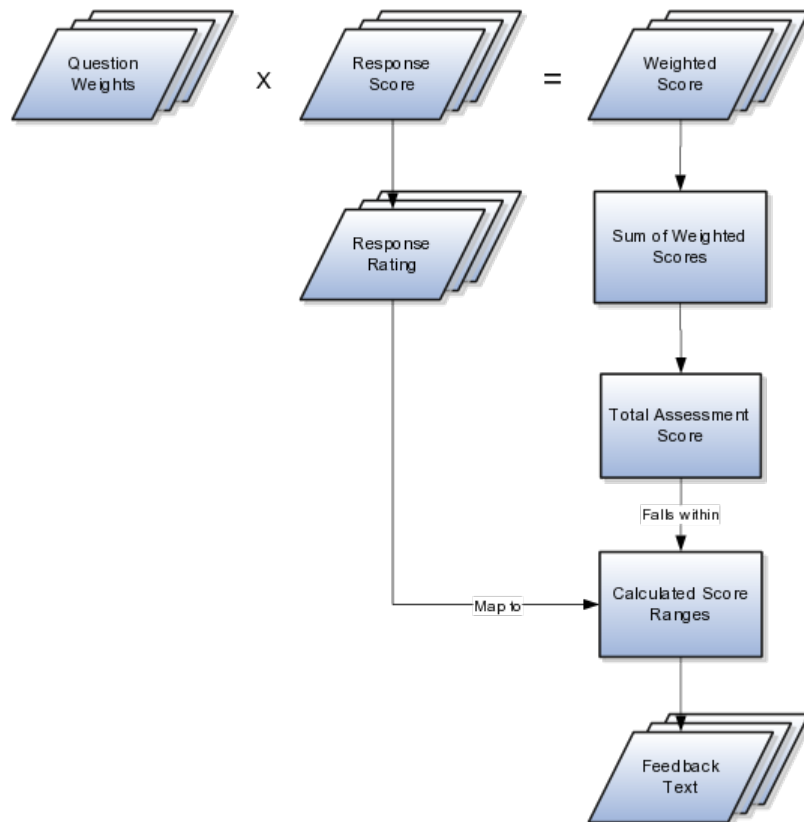 Question
Weights
x
Response
Score
=
Weighted
Score
Response
Rating
Sum of Weighted
Scores
Total Assessment
Score
Falls within
Map to
Calculated Score
Ranges
Feedback
Text